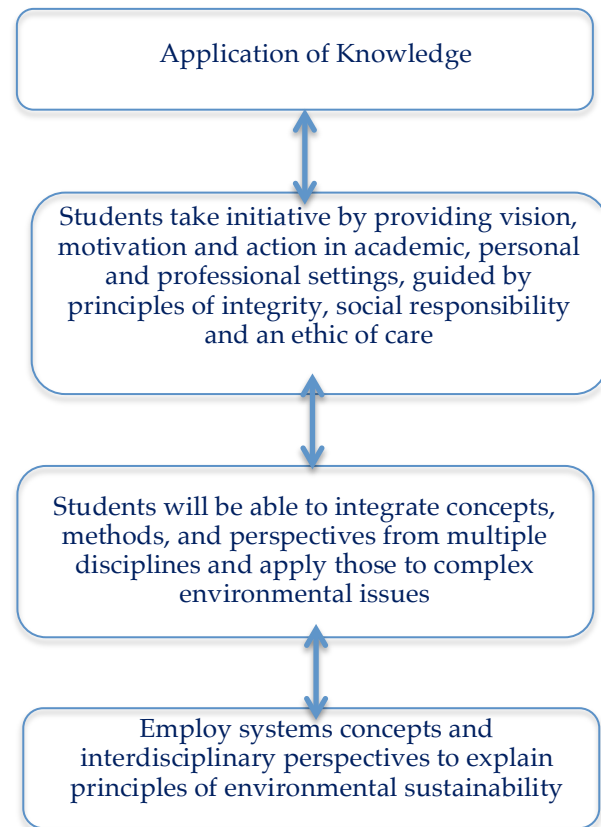 Application of Knowledge
Students take initiative by providing vision,
motivation and action in academic, personal
and professional settings, guided by
principles of integrity, social responsibility
and an ethic of care
Students will be able to integrate concepts,
methods, and perspectives from multiple
disciplines and apply those to complex
environmental issues
Employ systems concepts and
interdisciplinary perspectives to explain
principles of environmental sustainability